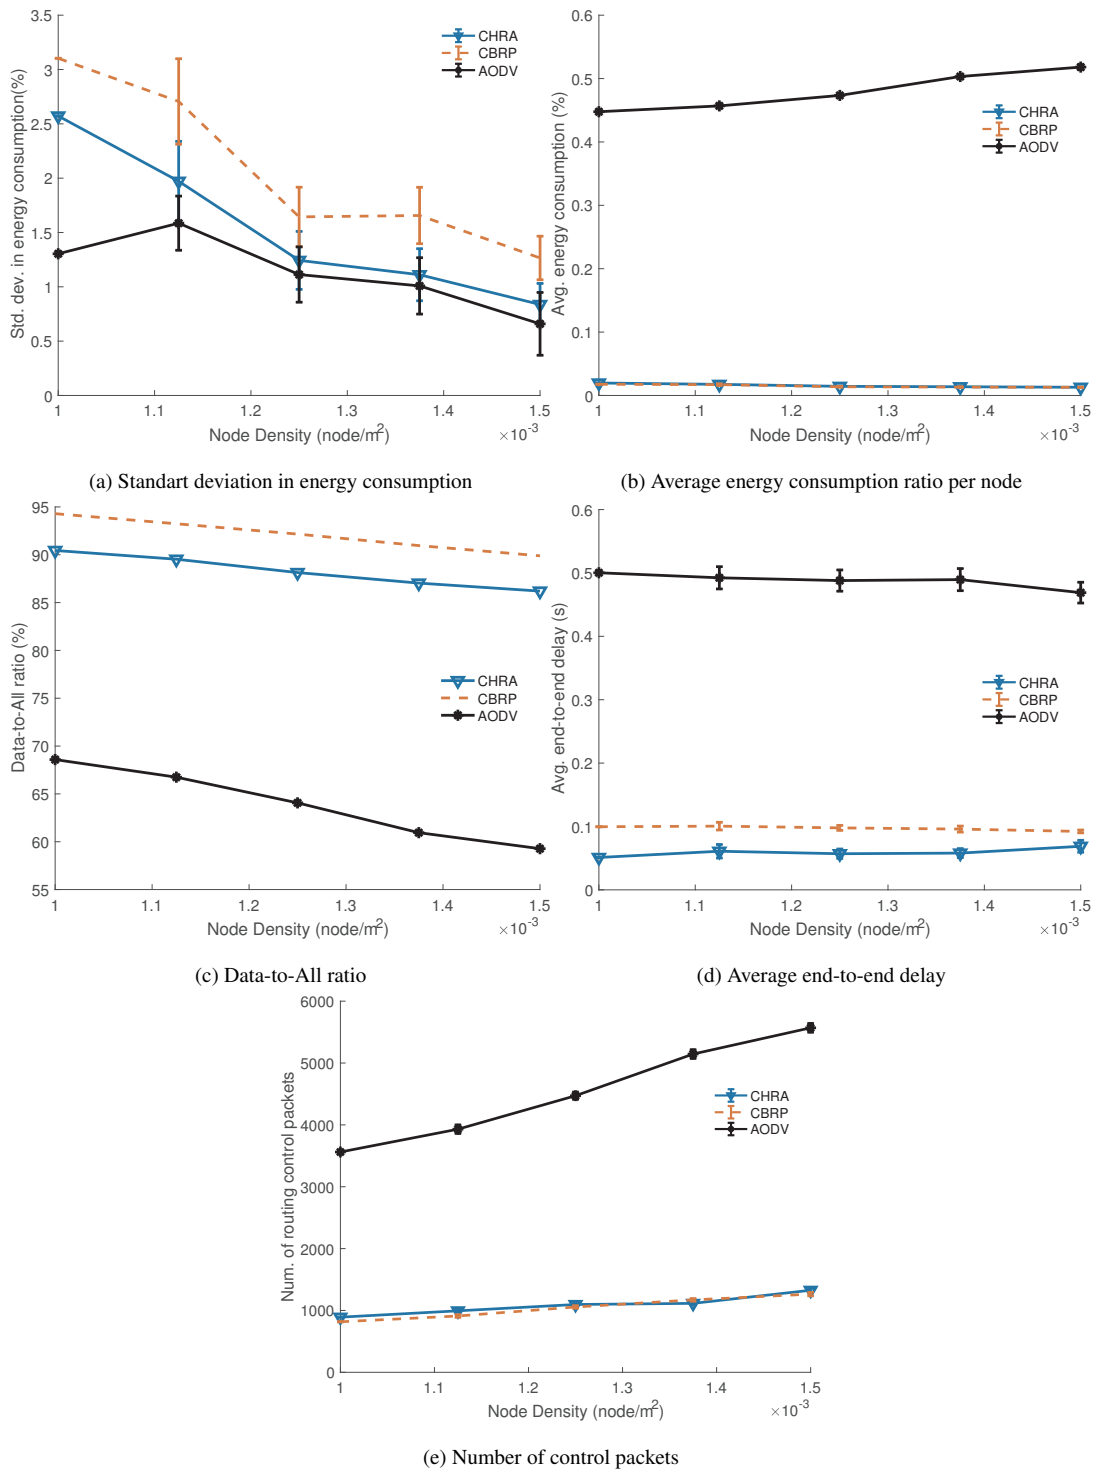 3.5
3
2.5
2
1.5
1
0.5
0
Std. dev. in energy consumption(%)
CHRA
CBRP
AODV
1 1.1 1.2 1.3 1.4 1.5
Node Density (node/m²) ×10⁻³
(a) Standart deviation in energy consumption
0.6
0.5
0.4
0.3
0.2
0.1
0
Avg. energy consumption (%)
CHRA
CBRP
AODV
1 1.1 1.2 1.3 1.4 1.5
Node Density (node/m²) ×10⁻³
(b) Average energy consumption ratio per node
95
90
85
80
75
70
65
60
55
Data-to-All ratio (%)
CHRA
CBRP
AODV
1 1.1 1.2 1.3 1.4 1.5
Node Density (node/m²) ×10⁻³
(c) Data-to-All ratio
0.6
0.5
0.4
0.3
0.2
0.1
0
Avg. end-to-end delay (s)
CHRA
CBRP
AODV
1 1.1 1.2 1.3 1.4 1.5
Node Density (node/m²) ×10⁻³
(d) Average end-to-end delay
6000
5000
4000
3000
2000
1000
0
Num. of routing control packets
CHRA
CBRP
AODV
1 1.1 1.2 1.3 1.4 1.5
Node Density (node/m²) ×10⁻³
(e) Number of control packets